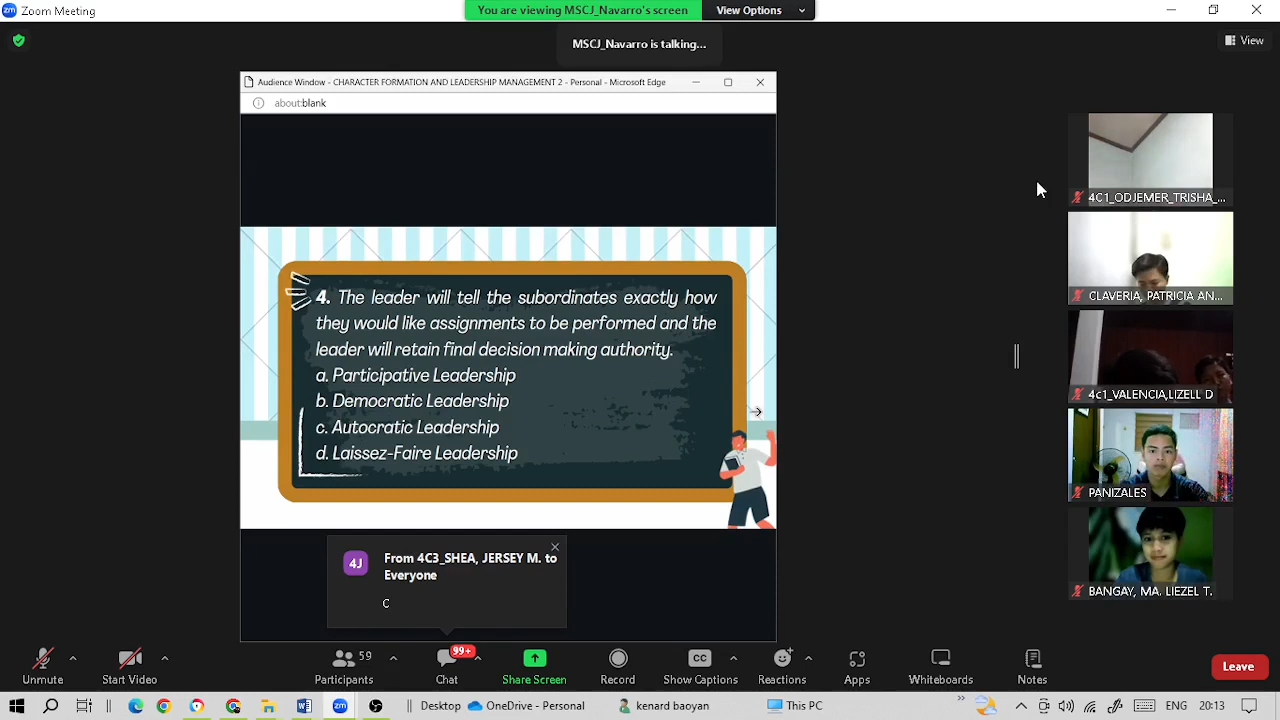 Zoom Meeting
You are viewing MSCJ_Navarro's screen
View Options
MSCJ_Navarro is talking...
View
Audience Window - CHARACTER FORMATION AND LEADERSHIP MANAGEMENT 2 - Personal - Microsoft Edge
about:blank
4. The leader will tell the subordinates exactly how
they would like assignments to be performed and the
leader will retain final decision making authority.
a. Participative Leadership
b. Democratic Leadership
c. Autocratic Leadership
d. Laissez-Faire Leadership
4J
From 4C3_SHEA, JERSEY M. to
Everyone
C
4C1_ODJEMER_TRISHA_...
CLAVERIA, PATRICIA AN...
4c1_VALENCIA,LIZELL D
PANIZALES
BANGAY, MA. LIEZEL T.
Unmute
Start Video
59
Participants
99+
Chat
Share Screen
Record
CC
Show Captions
Reactions
Apps
Whiteboards
Notes
Leave
Desktop
OneDrive - Personal
kenard baoyan
This PC
ENG
28-13